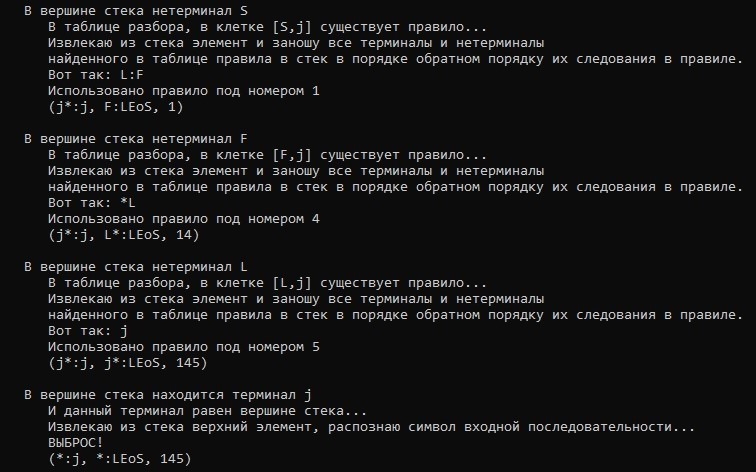 В вершине стека нетерминал S
В таблице разбора, в клетке [S,j] существует правило...
Извлекаю из стека элемент и заношу все терминалы и нетерминалы
найденного в таблице правила в стек в порядке обратном порядку их следования в правиле.
Вот так: L:F
Использовано правило под номером 1
(j*:j, F:LEoS, 1)
В вершине стека нетерминал F
В таблице разбора, в клетке [F,j] существует правило...
Извлекаю из стека элемент и заношу все терминалы и нетерминалы
найденного в таблице правила в стек в порядке обратном порядку их следования в правиле.
Вот так: *L
Использовано правило под номером 4
(j*:j, L*:LEoS, 14)
В вершине стека нетерминал L
В таблице разбора, в клетке [L,j] существует правило...
Извлекаю из стека элемент и заношу все терминалы и нетерминалы
найденного в таблице правила в стек в порядке обратном порядку их следования в правиле.
Вот так: j
Использовано правило под номером 5
(j*:j, j*:LEoS, 145)
В вершине стека находится терминал j
И данный терминал равен вершине стека...
Извлекаю из стека верхний элемент, распознаю символ входной последовательности...
ВЫБРОС!
(*:j, *:LEoS, 145)